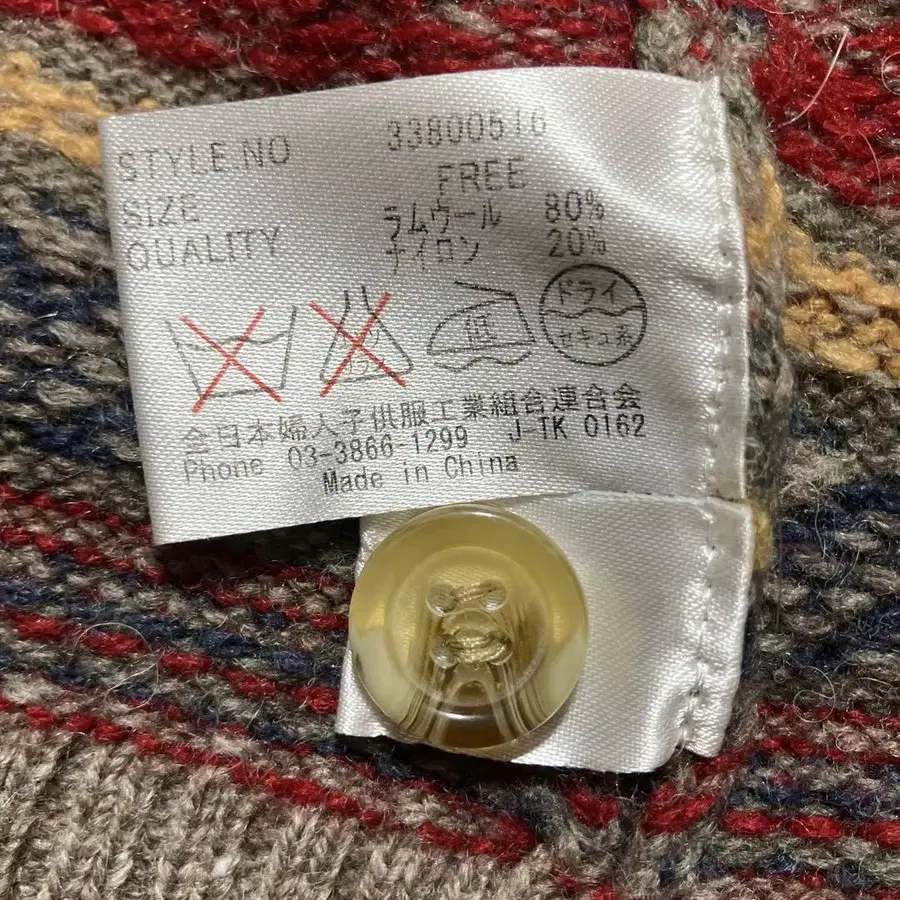 STYLE.NO 33800516
SIZE FREE
QUALITY ラムウール 80%
ナイロン 20%
低
ドライ
セキユ系
全日本婦人子供服工業組合連合会
Phone 03-3866-1299 J-TK 0162
Made in China